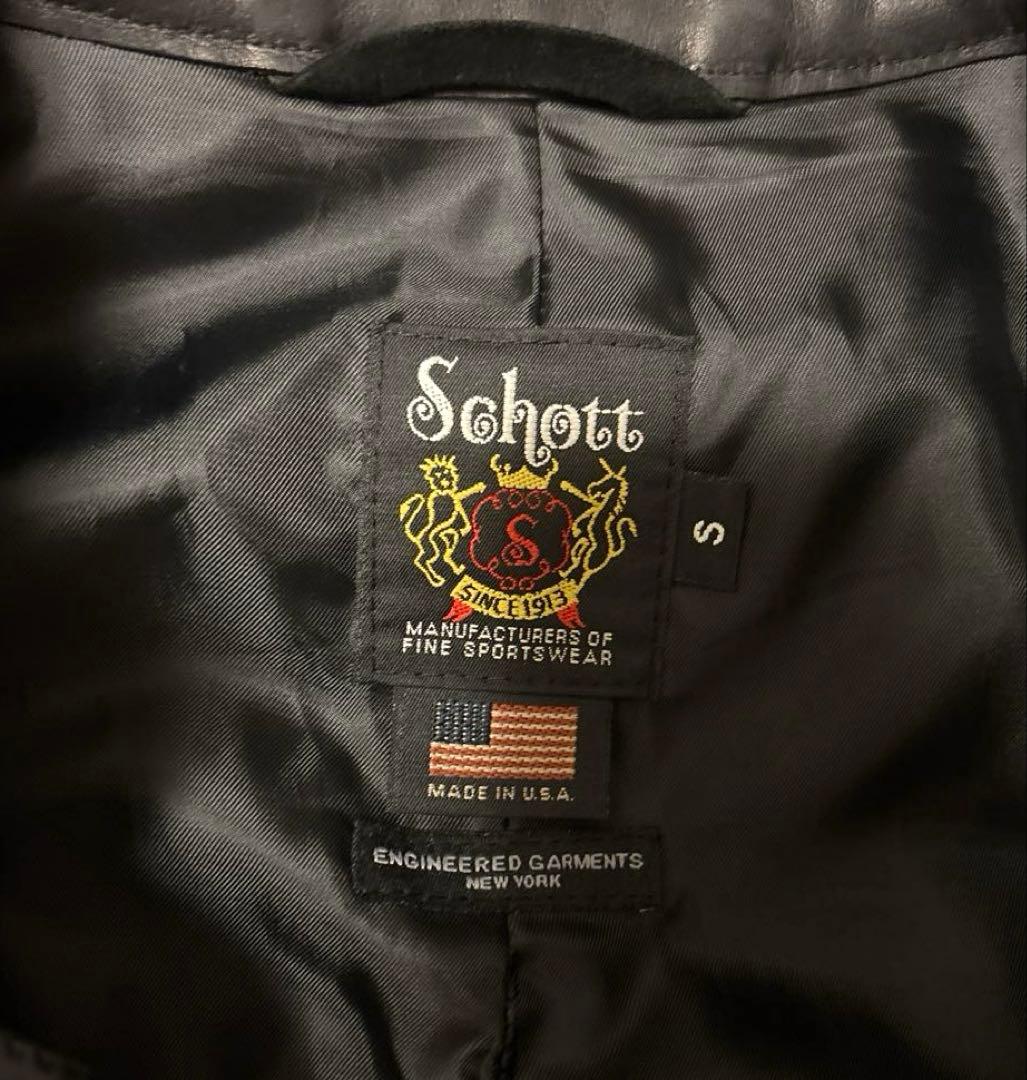 Schott
S
S
SINCE 1913
MANUFACTURERS OF
FINE SPORTSWEAR
MADE IN U.S.A.
ENGINEERED GARMENTS
NEW YORK